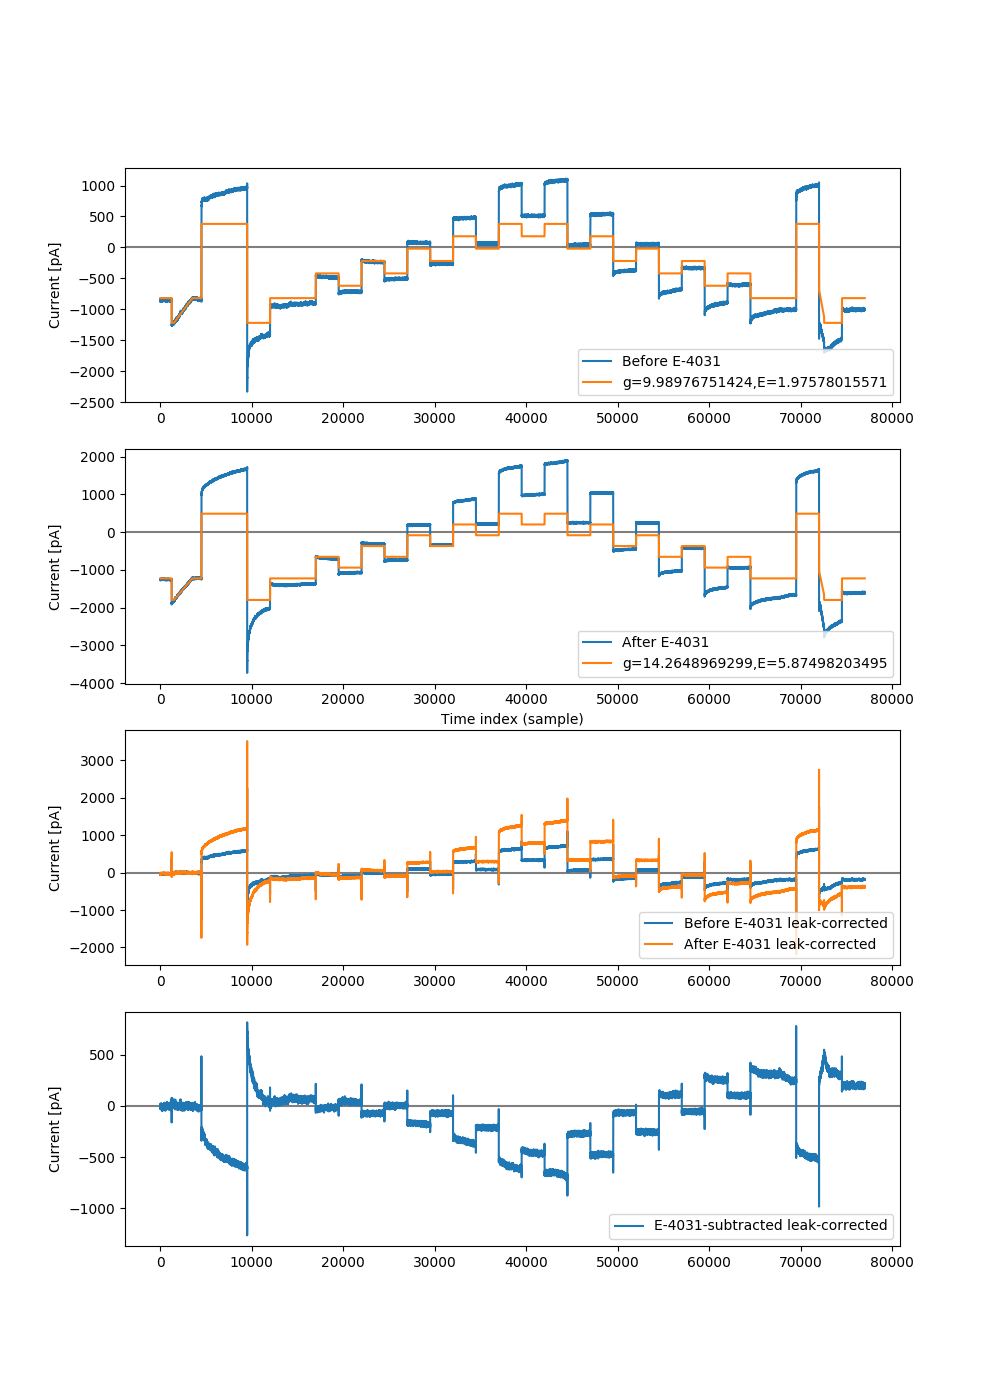 1000
500
0
−500
−1000
−1500
−2000
−2500
Current [pA]
Before E-4031
g=9.98976751424,E=1.97578015571
0 10000 20000 30000 40000 50000 60000 70000 80000
2000
1000
0
−1000
−2000
−3000
−4000
Current [pA]
After E-4031
g=14.2648969299,E=5.87498203495
0 10000 20000 30000 40000 50000 60000 70000 80000
Time index (sample)
3000
2000
1000
0
−1000
−2000
Current [pA]
Before E-4031 leak-corrected
After E-4031 leak-corrected
0 10000 20000 30000 40000 50000 60000 70000 80000
500
0
−500
−1000
Current [pA]
E-4031-subtracted leak-corrected
0 10000 20000 30000 40000 50000 60000 70000 80000